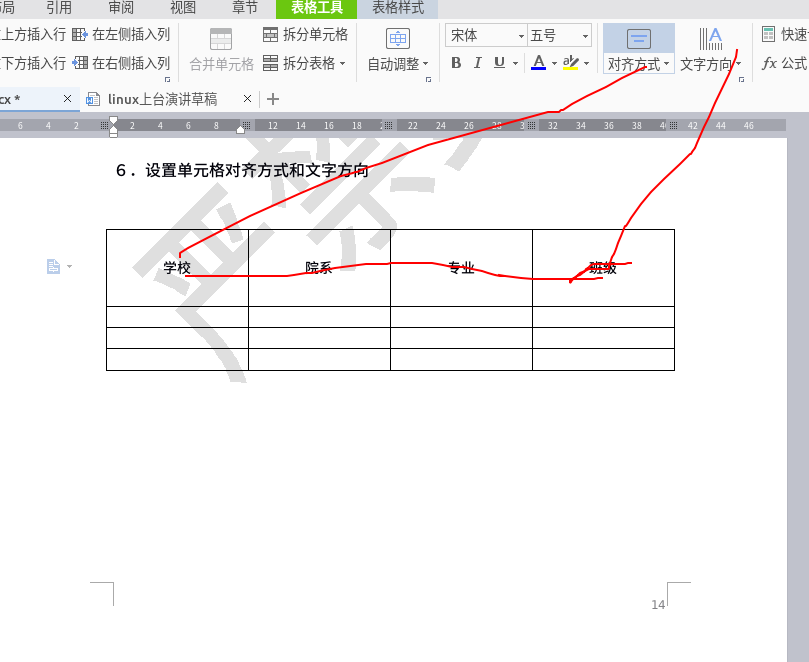 布局 引用 审阅 视图 章节 表格工具 表格样式
上方插入行 在左侧插入列 合并单元格 拆分单元格 自动调整 宋体 五号 对齐方式 文字方向 快速
下方插入行 在右侧插入列 拆分表格 B I U A fx 公式
cx * × linux上台演讲草稿 × +
6 4 2 2 4 6 8 12 14 16 18 22 24 26 28 32 34 36 38 42 44 46
6．设置单元格对齐方式和文字方向
学校 院系 专业 班级
严禁
14